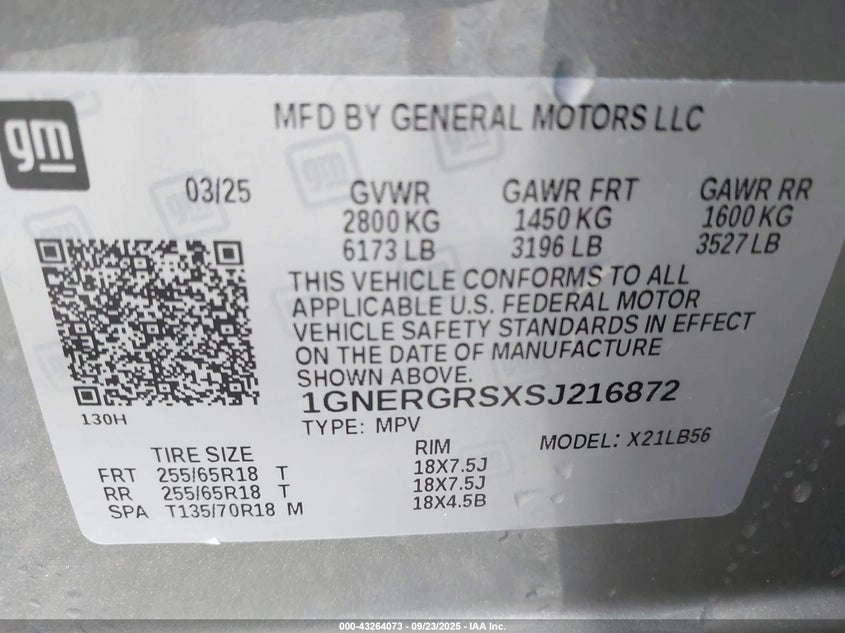 gm
MFD BY GENERAL MOTORS LLC
03/25 GVWR GAWR FRT GAWR RR
2800 KG 1450 KG 1600 KG
6173 LB 3196 LB 3527 LB
THIS VEHICLE CONFORMS TO ALL
APPLICABLE U.S. FEDERAL MOTOR
VEHICLE SAFETY STANDARDS IN EFFECT
ON THE DATE OF MANUFACTURE
SHOWN ABOVE.
1GNERGRSXSJ216872
130H
TYPE: MPV
MODEL: X21LB56
TIRE SIZE RIM
FRT 255/65R18 T 18X7.5J
RR 255/65R18 T 18X7.5J
SPA T135/70R18 M 18X4.5B
000-43264073 - 09/23/2025 - IAA Inc.